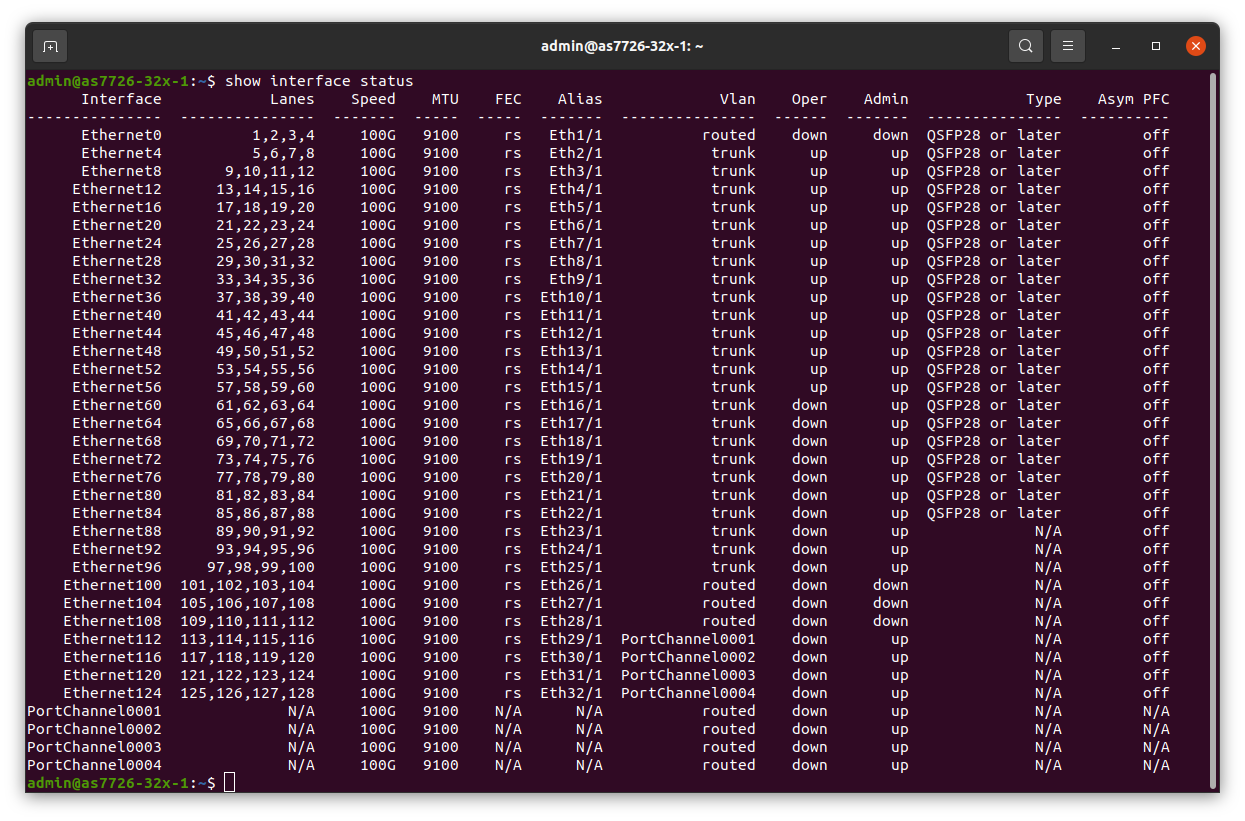 admin@as7726-32x-1: ~
admin@as7726-32x-1:~$ show interface status
      Interface            Lanes    Speed    MTU    FEC    Alias             Vlan    Oper    Admin             Type    Asym PFC
---------------  ---------------  -------  -----  -----  -------  ---------------  ------  -------  ---------------  ----------
      Ethernet0          1,2,3,4     100G   9100     rs   Eth1/1           routed    down     down  QSFP28 or later         off
      Ethernet4          5,6,7,8     100G   9100     rs   Eth2/1            trunk      up       up  QSFP28 or later         off
      Ethernet8       9,10,11,12     100G   9100     rs   Eth3/1            trunk      up       up  QSFP28 or later         off
     Ethernet12      13,14,15,16     100G   9100     rs   Eth4/1            trunk      up       up  QSFP28 or later         off
     Ethernet16      17,18,19,20     100G   9100     rs   Eth5/1            trunk      up       up  QSFP28 or later         off
     Ethernet20      21,22,23,24     100G   9100     rs   Eth6/1            trunk      up       up  QSFP28 or later         off
     Ethernet24      25,26,27,28     100G   9100     rs   Eth7/1            trunk      up       up  QSFP28 or later         off
     Ethernet28      29,30,31,32     100G   9100     rs   Eth8/1            trunk      up       up  QSFP28 or later         off
     Ethernet32      33,34,35,36     100G   9100     rs   Eth9/1            trunk      up       up  QSFP28 or later         off
     Ethernet36      37,38,39,40     100G   9100     rs  Eth10/1            trunk      up       up  QSFP28 or later         off
     Ethernet40      41,42,43,44     100G   9100     rs  Eth11/1            trunk      up       up  QSFP28 or later         off
     Ethernet44      45,46,47,48     100G   9100     rs  Eth12/1            trunk      up       up  QSFP28 or later         off
     Ethernet48      49,50,51,52     100G   9100     rs  Eth13/1            trunk      up       up  QSFP28 or later         off
     Ethernet52      53,54,55,56     100G   9100     rs  Eth14/1            trunk      up       up  QSFP28 or later         off
     Ethernet56      57,58,59,60     100G   9100     rs  Eth15/1            trunk      up       up  QSFP28 or later         off
     Ethernet60      61,62,63,64     100G   9100     rs  Eth16/1            trunk    down       up  QSFP28 or later         off
     Ethernet64      65,66,67,68     100G   9100     rs  Eth17/1            trunk    down       up  QSFP28 or later         off
     Ethernet68      69,70,71,72     100G   9100     rs  Eth18/1            trunk    down       up  QSFP28 or later         off
     Ethernet72      73,74,75,76     100G   9100     rs  Eth19/1            trunk    down       up  QSFP28 or later         off
     Ethernet76      77,78,79,80     100G   9100     rs  Eth20/1            trunk    down       up  QSFP28 or later         off
     Ethernet80      81,82,83,84     100G   9100     rs  Eth21/1            trunk    down       up  QSFP28 or later         off
     Ethernet84      85,86,87,88     100G   9100     rs  Eth22/1            trunk    down       up  QSFP28 or later         off
     Ethernet88      89,90,91,92     100G   9100     rs  Eth23/1            trunk    down       up              N/A         off
     Ethernet92      93,94,95,96     100G   9100     rs  Eth24/1            trunk    down       up              N/A         off
     Ethernet96     97,98,99,100     100G   9100     rs  Eth25/1            trunk    down       up              N/A         off
    Ethernet100  101,102,103,104     100G   9100     rs  Eth26/1           routed    down     down              N/A         off
    Ethernet104  105,106,107,108     100G   9100     rs  Eth27/1           routed    down     down              N/A         off
    Ethernet108  109,110,111,112     100G   9100     rs  Eth28/1           routed    down     down              N/A         off
    Ethernet112  113,114,115,116     100G   9100     rs  Eth29/1  PortChannel0001    down       up              N/A         off
    Ethernet116  117,118,119,120     100G   9100     rs  Eth30/1  PortChannel0002    down       up              N/A         off
    Ethernet120  121,122,123,124     100G   9100     rs  Eth31/1  PortChannel0003    down       up              N/A         off
    Ethernet124  125,126,127,128     100G   9100     rs  Eth32/1  PortChannel0004    down       up              N/A         off
PortChannel0001              N/A     100G   9100    N/A      N/A           routed    down       up              N/A         N/A
PortChannel0002              N/A     100G   9100    N/A      N/A           routed    down       up              N/A         N/A
PortChannel0003              N/A     100G   9100    N/A      N/A           routed    down       up              N/A         N/A
PortChannel0004              N/A     100G   9100    N/A      N/A           routed    down       up              N/A         N/A
admin@as7726-32x-1:~$